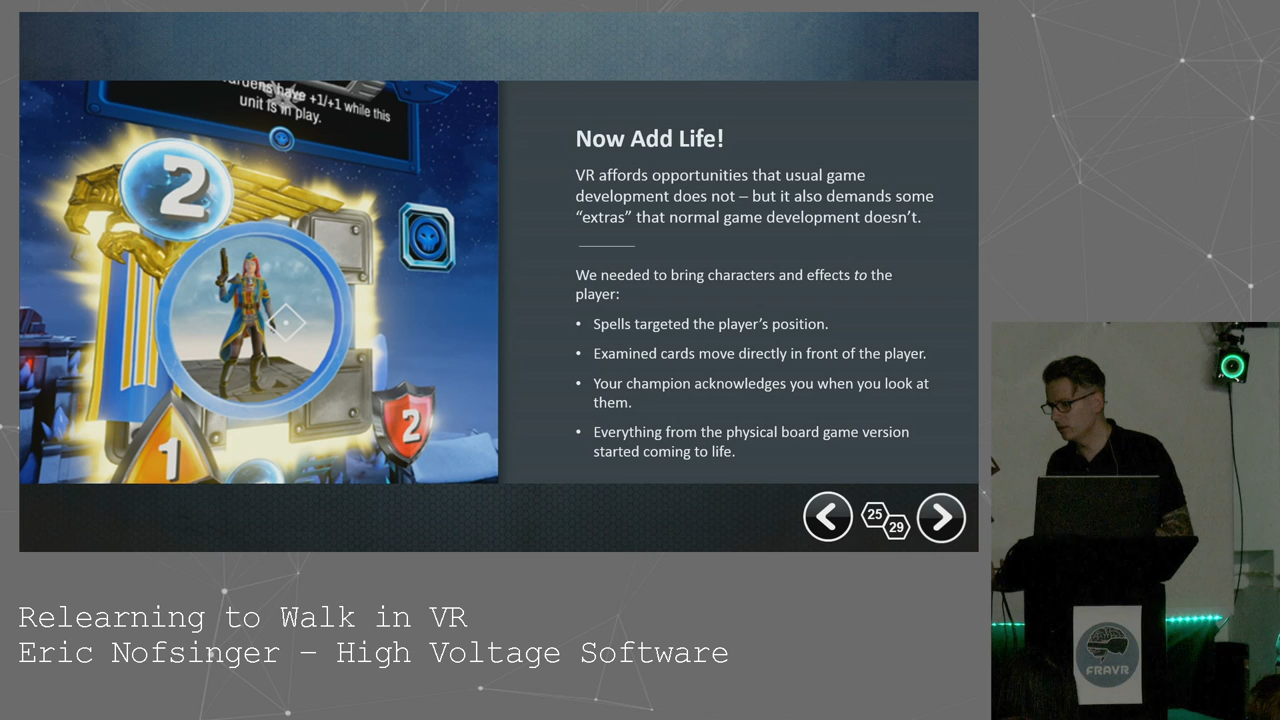 have +1/+1 while this
unit is in play.
2
2
1
Now Add Life!
VR affords opportunities that usual game
development does not – but it also demands some
“extras” that normal game development doesn’t.
We needed to bring characters and effects to the
player:
• Spells targeted the player’s position.
• Examined cards move directly in front of the player.
• Your champion acknowledges you when you look at
them.
• Everything from the physical board game version
started coming to life.
25
29
FRAVR
Relearning to Walk in VR
Eric Nofsinger – High Voltage Software